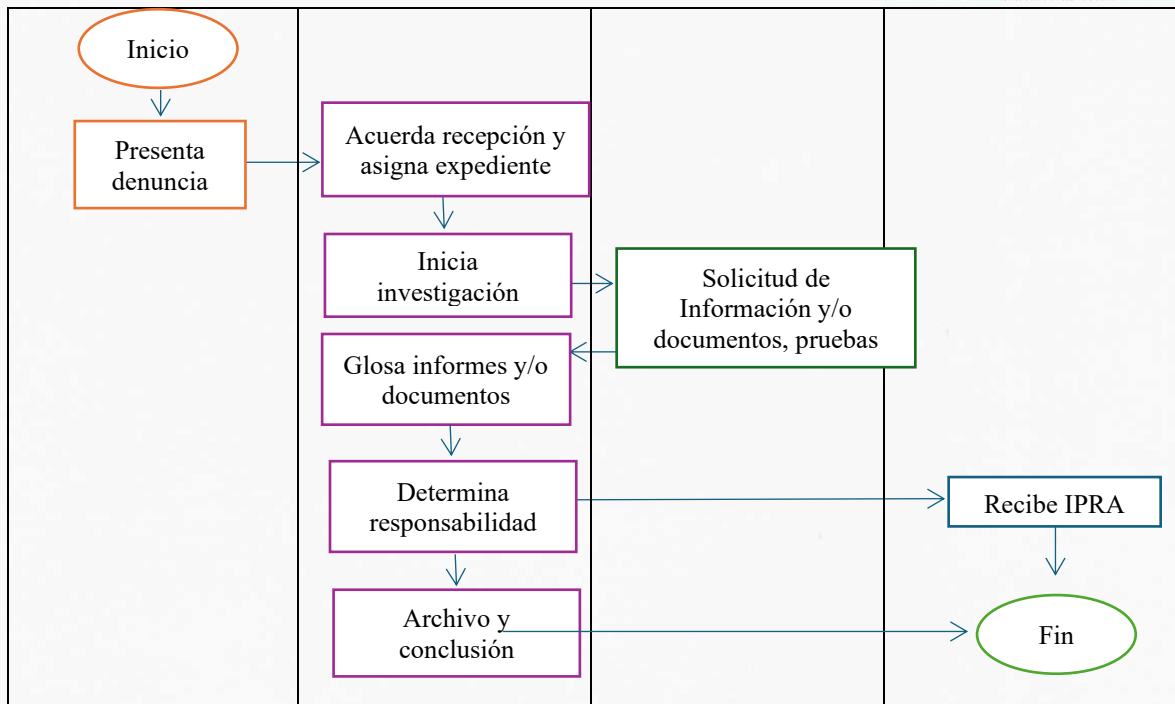 Inicio
Presenta
denuncia
Acuerda recepción y
asigna expediente
Inicia
investigación
Solicitud de
Información y/o
documentos, pruebas
Glosa informes y/o
documentos
Determina
responsabilidad
Recibe IPRA
Archivo y
conclusión
Fin